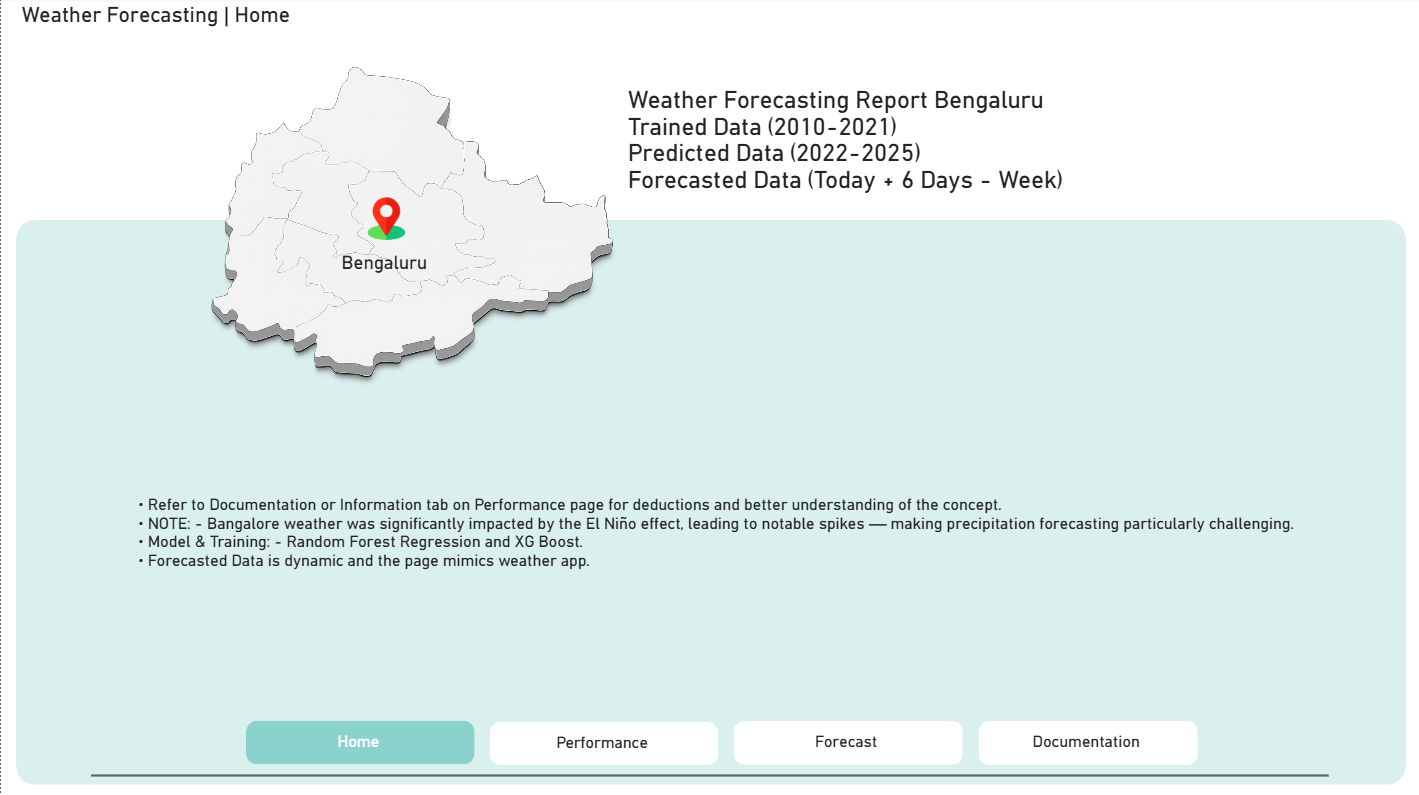 Weather Forecasting | Home
Weather Forecasting Report Bengaluru
Trained Data (2010-2021)
Predicted Data (2022-2025)
Forecasted Data (Today + 6 Days - Week)
Bengaluru
• Refer to Documentation or Information tab on Performance page for deductions and better understanding of the concept.
• NOTE: - Bangalore weather was significantly impacted by the El Niño effect, leading to notable spikes — making precipitation forecasting particularly challenging.
• Model & Training: - Random Forest Regression and XG Boost.
• Forecasted Data is dynamic and the page mimics weather app.
Home
Performance
Forecast
Documentation